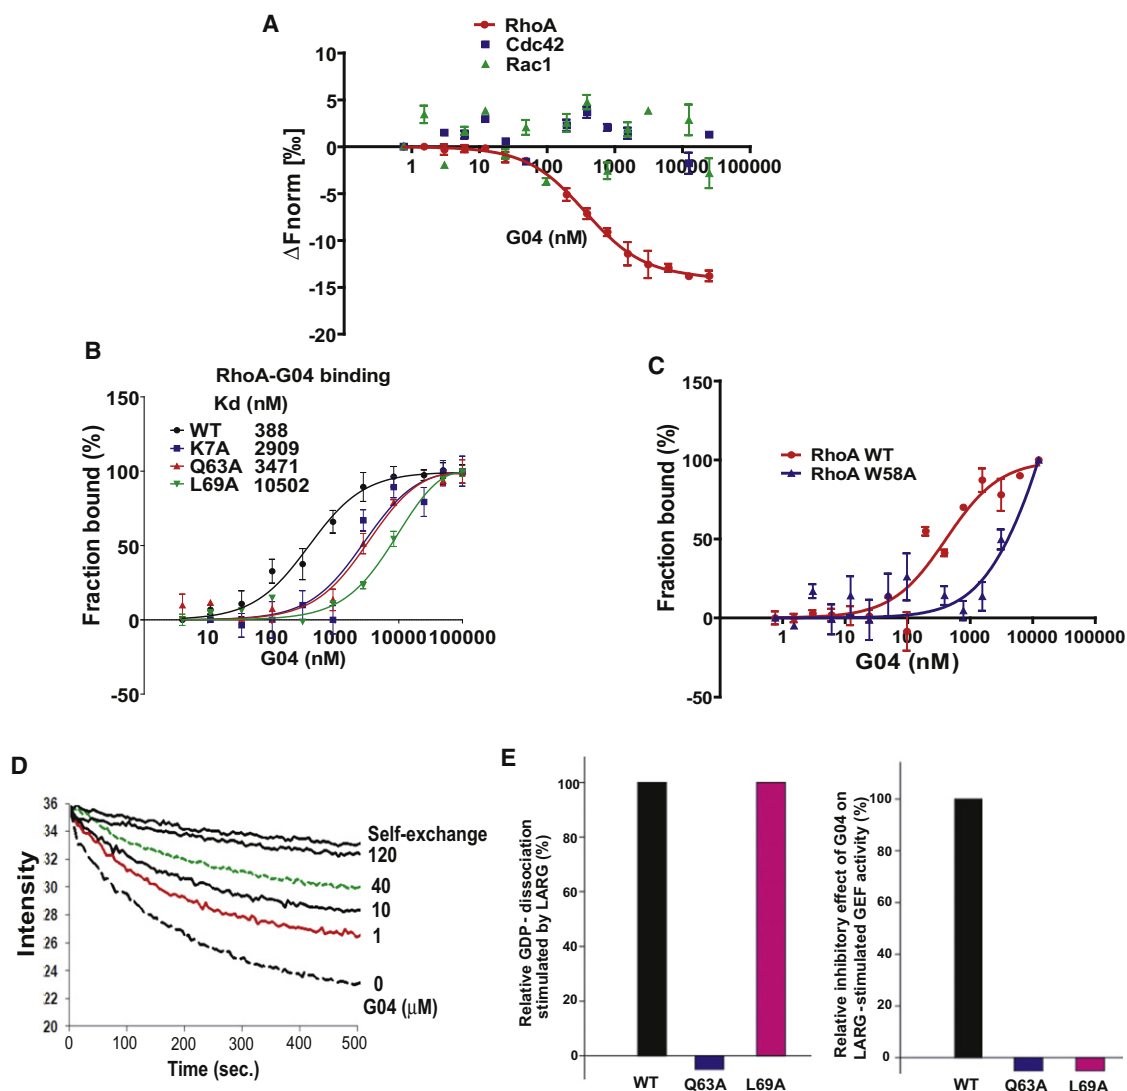 A
RhoA
Cdc42
Rac1
10
5
0
-5
-10
-15
-20
1 10 100 1000 10000 100000
ΔFnorm [‰]
G04 (nM)
B
RhoA-G04 binding
Kd (nM)
WT 388
K7A 2909
Q63A 3471
L69A 10502
150
100
50
0
-50
10 1000 100000 1000000
Fraction bound (%)
G04 (nM)
C
RhoA WT
RhoA W58A
150
100
50
0
-50
1 10 100 1000 10000 100000
Fraction bound (%)
G04 (nM)
D
36
34
32
30
28
26
24
22
20
Intensity
Self-exchange
120
40
10
1
0
G04 (μM)
0 100 200 300 400 500
Time (sec.)
E
100
80
60
40
20
0
Relative GDP - dissociation
stimulated by LARG (%)
WT Q63A L69A
100
80
60
40
20
0
Relative inhibitory effect of G04 on
LARG -stimulated GEF activity (%)
WT Q63A L69A